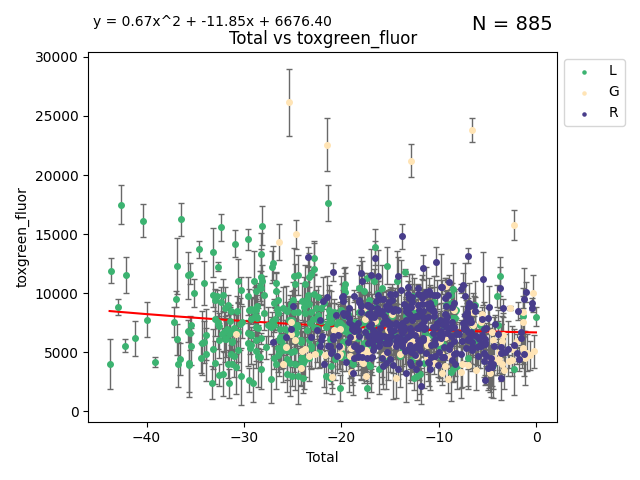 y = 0.67x^2 + -11.85x + 6676.40
N = 885
Total vs toxgreen_fluor
30000
25000
20000
15000
10000
5000
0
toxgreen_fluor
−40
−30
−20
−10
0
Total
L
G
R